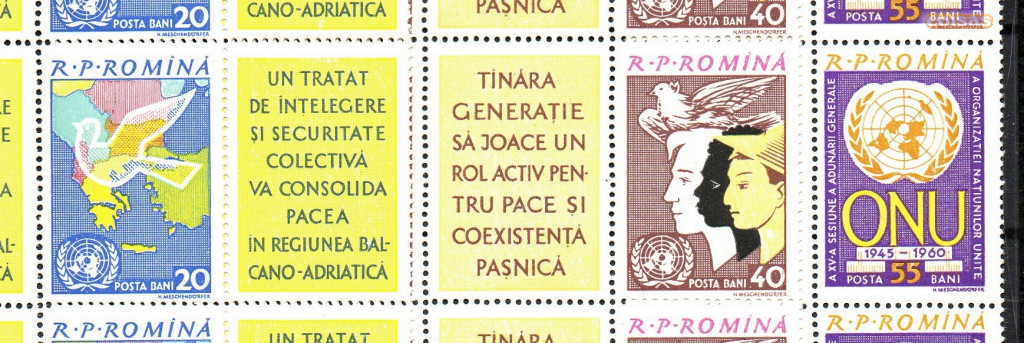 POSTA BANI 20
H. MESCHENDÖRFER
CANO-ADRIATICĂ
PAȘNICĂ
POSTA BANI 40
H. MESCHENDÖRFER
POSTA 55 BANI
R·P·ROMÎNĂ
POSTA BANI 20
H. MESCHENDÖRFER
UN TRATAT
DE ÎNTELEGERE
ȘI SECURITATE
COLECTIVĂ
VA CONSOLIDA
PACEA
ÎN REGIUNEA BAL-
CANO-ADRIATICĂ
TÎNĂRA
GENERAȚIE
SĂ JOACE UN
ROL ACTIV PEN-
TRU PACE ȘI
COEXISTENȚĂ
PAȘNICĂ
R·P·ROMÎNĂ
POSTA BANI 40
H. MESCHENDÖRFER
R·P·ROMÎNĂ
A XV-A SESIUNE A ADUNĂRII GENERALE
A ORGANIZAȚIEI NAȚIUNILOR UNITE
ONU
1945-1960
POSTA 55 BANI
H. MESCHENDÖRFER
R·P·ROMÎNĂ
UN TRATAT
TÎNĂRA
R·P·ROMÎNĂ
R·P·ROMÎNĂ